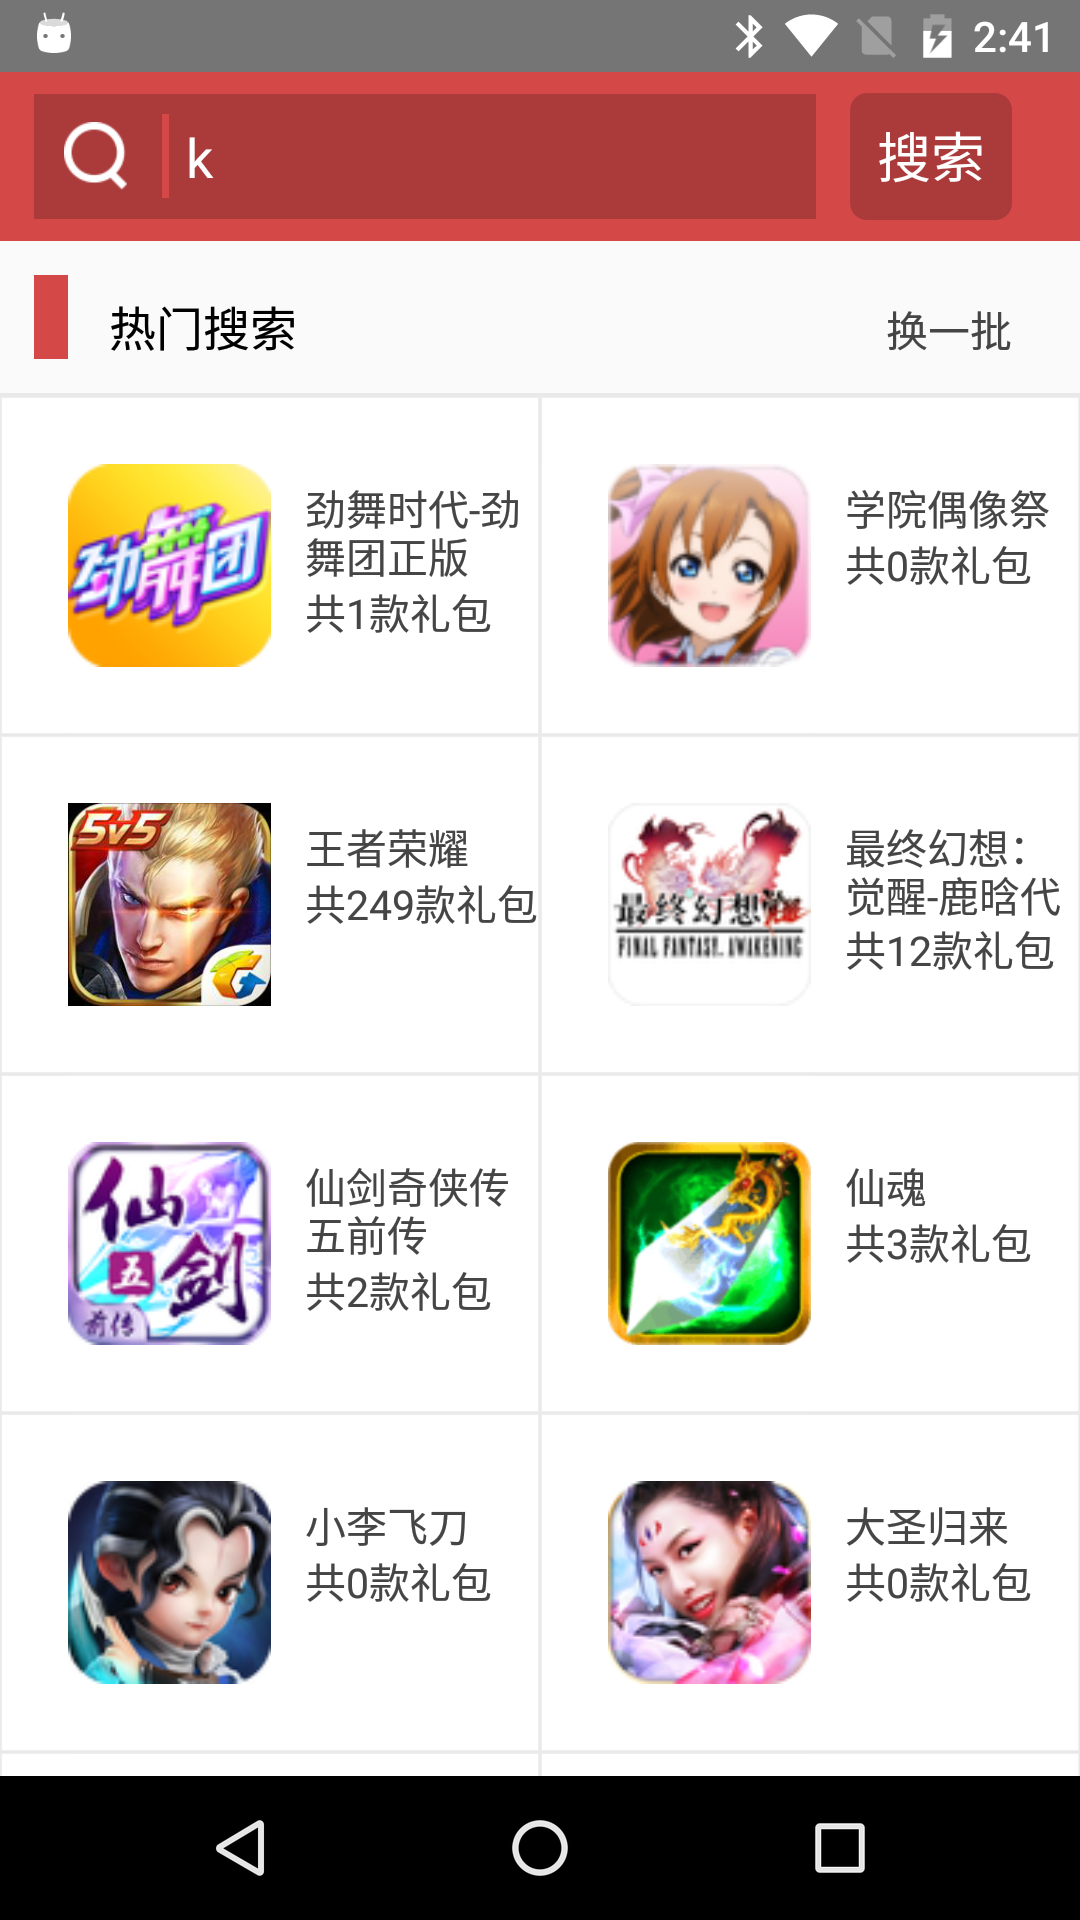 2:41
k
搜索
热门搜索
换一批
劲舞团
劲舞时代-劲
舞团正版
共1款礼包
学院偶像祭
共0款礼包
5v5
王者荣耀
共249款礼包
最终幻想
FINAL FANTASY. AWAKENING
最终幻想：
觉醒-鹿晗代
共12款礼包
仙剑
五
前传
仙剑奇侠传
五前传
共2款礼包
仙魂
共3款礼包
小李飞刀
共0款礼包
大圣归来
共0款礼包